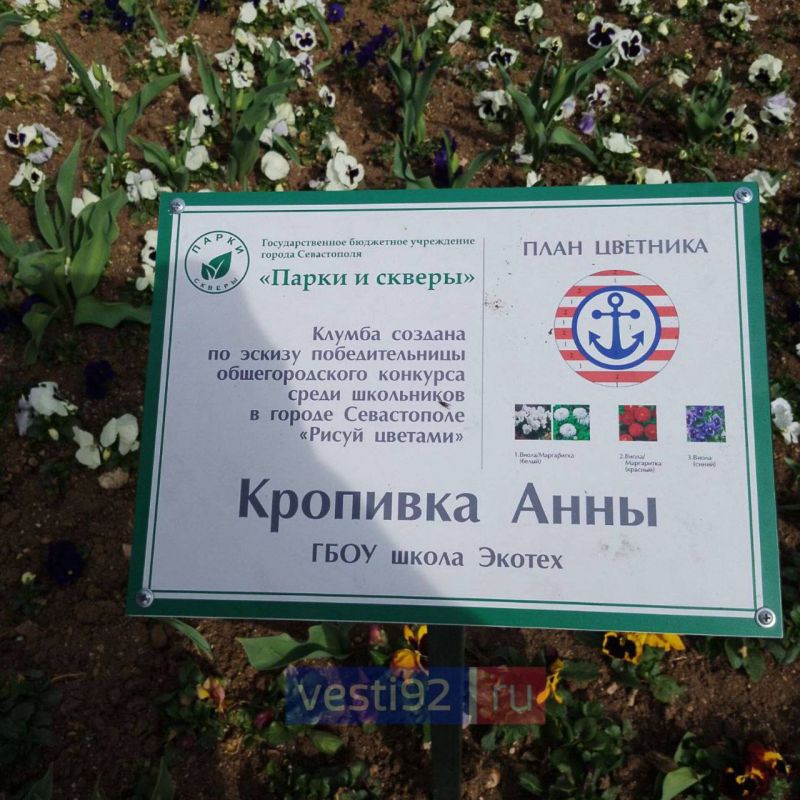 ПАРКИ
СКВЕРЫ
Государственное бюджетное учреждение
города Севастополя
«Парки и скверы»
Клумба создана
по эскизу победительницы
общегородского конкурса
среди школьников
в городе Севастополе
«Рисуй цветами»
ПЛАН ЦВЕТНИКА
1.Виола/Маргаритка
(белый)
2.Виола/
Маргаритка
(красный)
3.Виола
(синий)
Кропивка Анны
ГБОУ школа Экотех
vesti92 ru